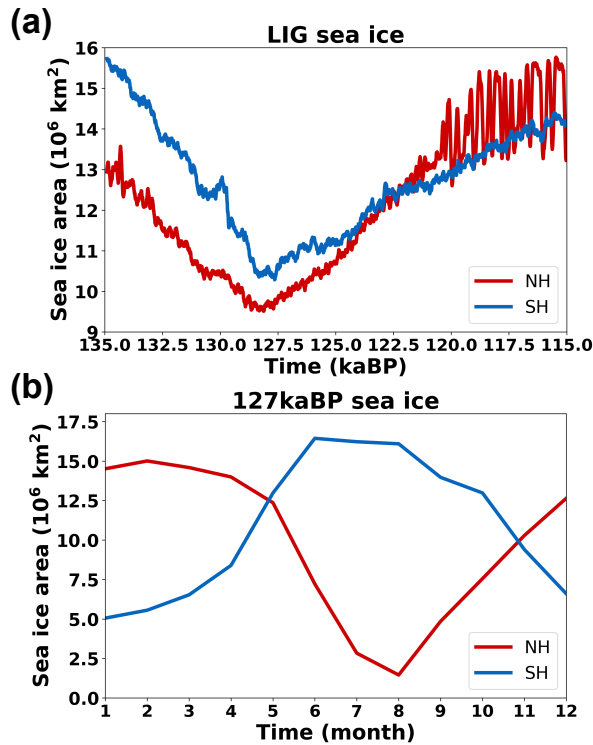 (a)
LIG sea ice
Sea ice area (10⁶ km²)
16
15
14
13
12
11
10
9
NH
SH
135.0 132.5 130.0 127.5 125.0 122.5 120.0 117.5 115.0
Time (kaBP)
(b)
127kaBP sea ice
Sea ice area (10⁶ km²)
17.5
15.0
12.5
10.0
7.5
5.0
2.5
0.0
NH
SH
1 2 3 4 5 6 7 8 9 10 11 12
Time (month)